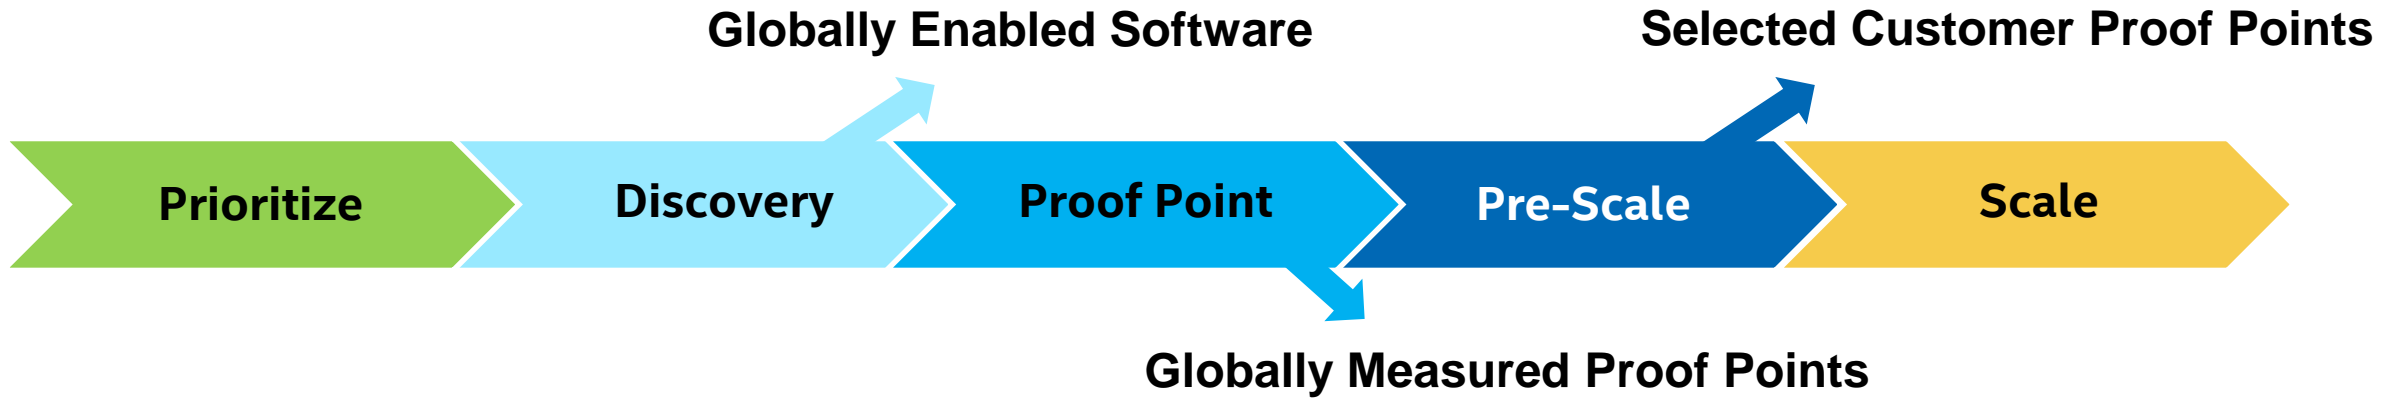 Globally Enabled Software
Selected Customer Proof Points
Prioritize
Discovery
Proof Point
Pre-Scale
Scale
Globally Measured Proof Points